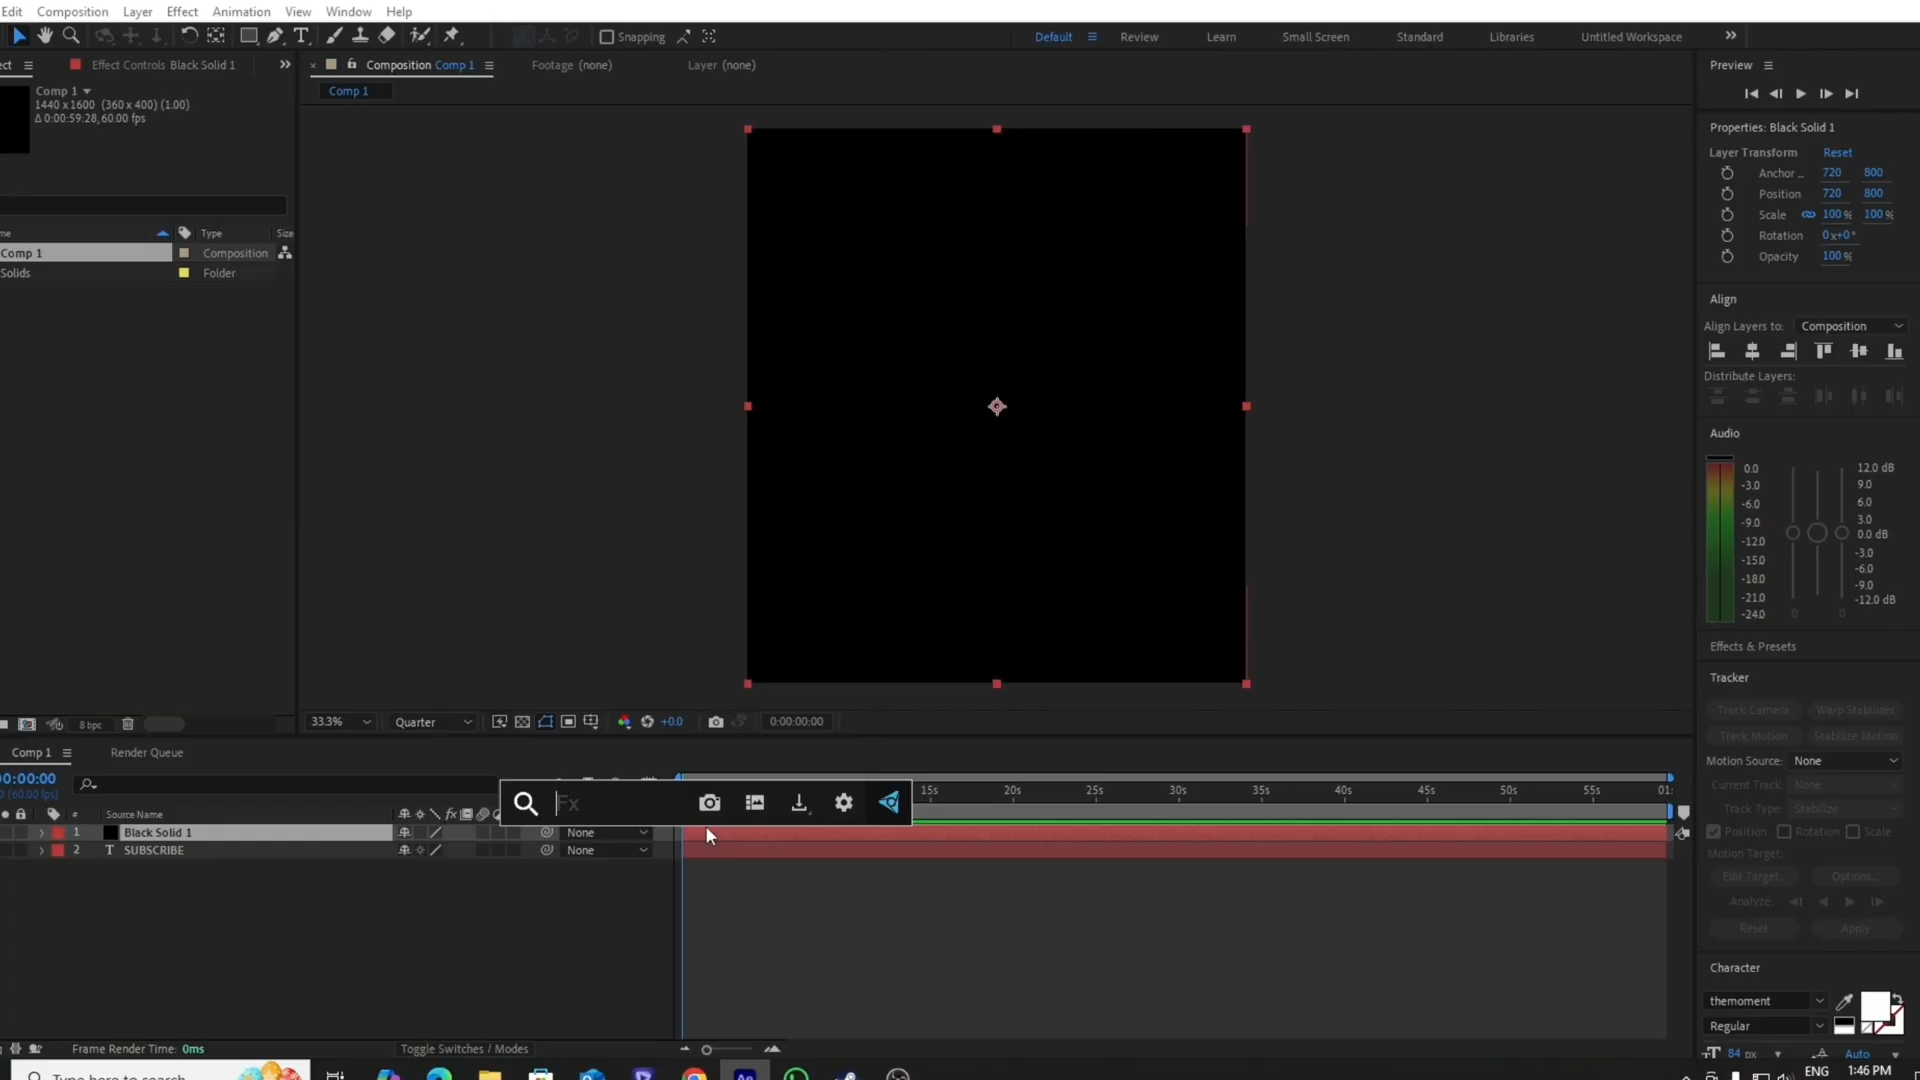 Edit Composition Layer Effect Animation View Window Help
Snapping
Default Review Learn Small Screen Standard Libraries Untitled Workspace
Effect Controls Black Solid 1
Composition Comp 1
Footage (none)
Layer (none)
Comp 1
Comp 1
1440 x 1600 (360 x 400) (1.00)
Δ 0:00:59:28, 60.00 fps
Type Size
Comp 1 Composition
Solids Folder
8 bpc
33.3% Quarter +0.0 0:00:00:00
Preview
Properties: Black Solid 1
Layer Transform Reset
Anchor ... 720 800
Position 720 800
Scale 100 % 100 %
Rotation 0x+0°
Opacity 100 %
Align
Align Layers to: Composition
Distribute Layers:
Audio
0.0
-3.0
-6.0
-9.0
-12.0
-15.0
-18.0
-21.0
-24.0
12.0 dB
9.0
6.0
3.0
0.0 dB
-3.0
-6.0
-9.0
-12.0 dB
0 0
Effects & Presets
Tracker
Track Camera Warp Stabilizer
Track Motion Stabilize Motion
Motion Source: None
Current Track: None
Track Type: Stabilize
Position Rotation Scale
Motion Target:
Edit Target... Options...
Analyze:
Reset Apply
Character
themoment
Regular
84 px Auto
Comp 1 Render Queue
(60.00 fps)
Fx
15s 20s 25s 30s 35s 40s 45s 50s 55s 01:
# Source Name fx
1 Black Solid 1 None
2 T SUBSCRIBE None
Frame Render Time: 0ms
Toggle Switches / Modes
Type here to search
ENG 1:46 PM